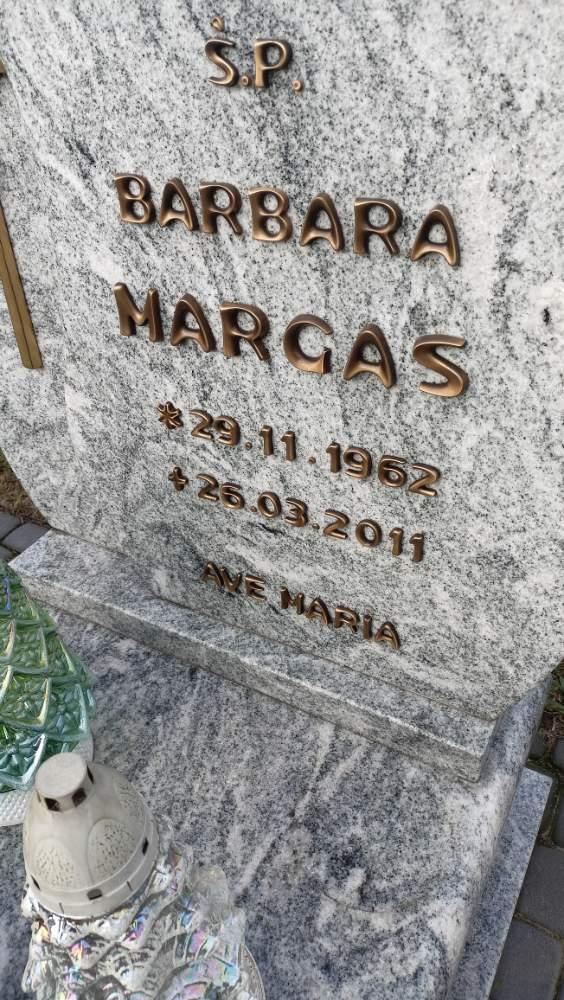 Ś.P.
BARBARA
MARGAS
*29.11.1962
+26.03.2011
AVE MARIA